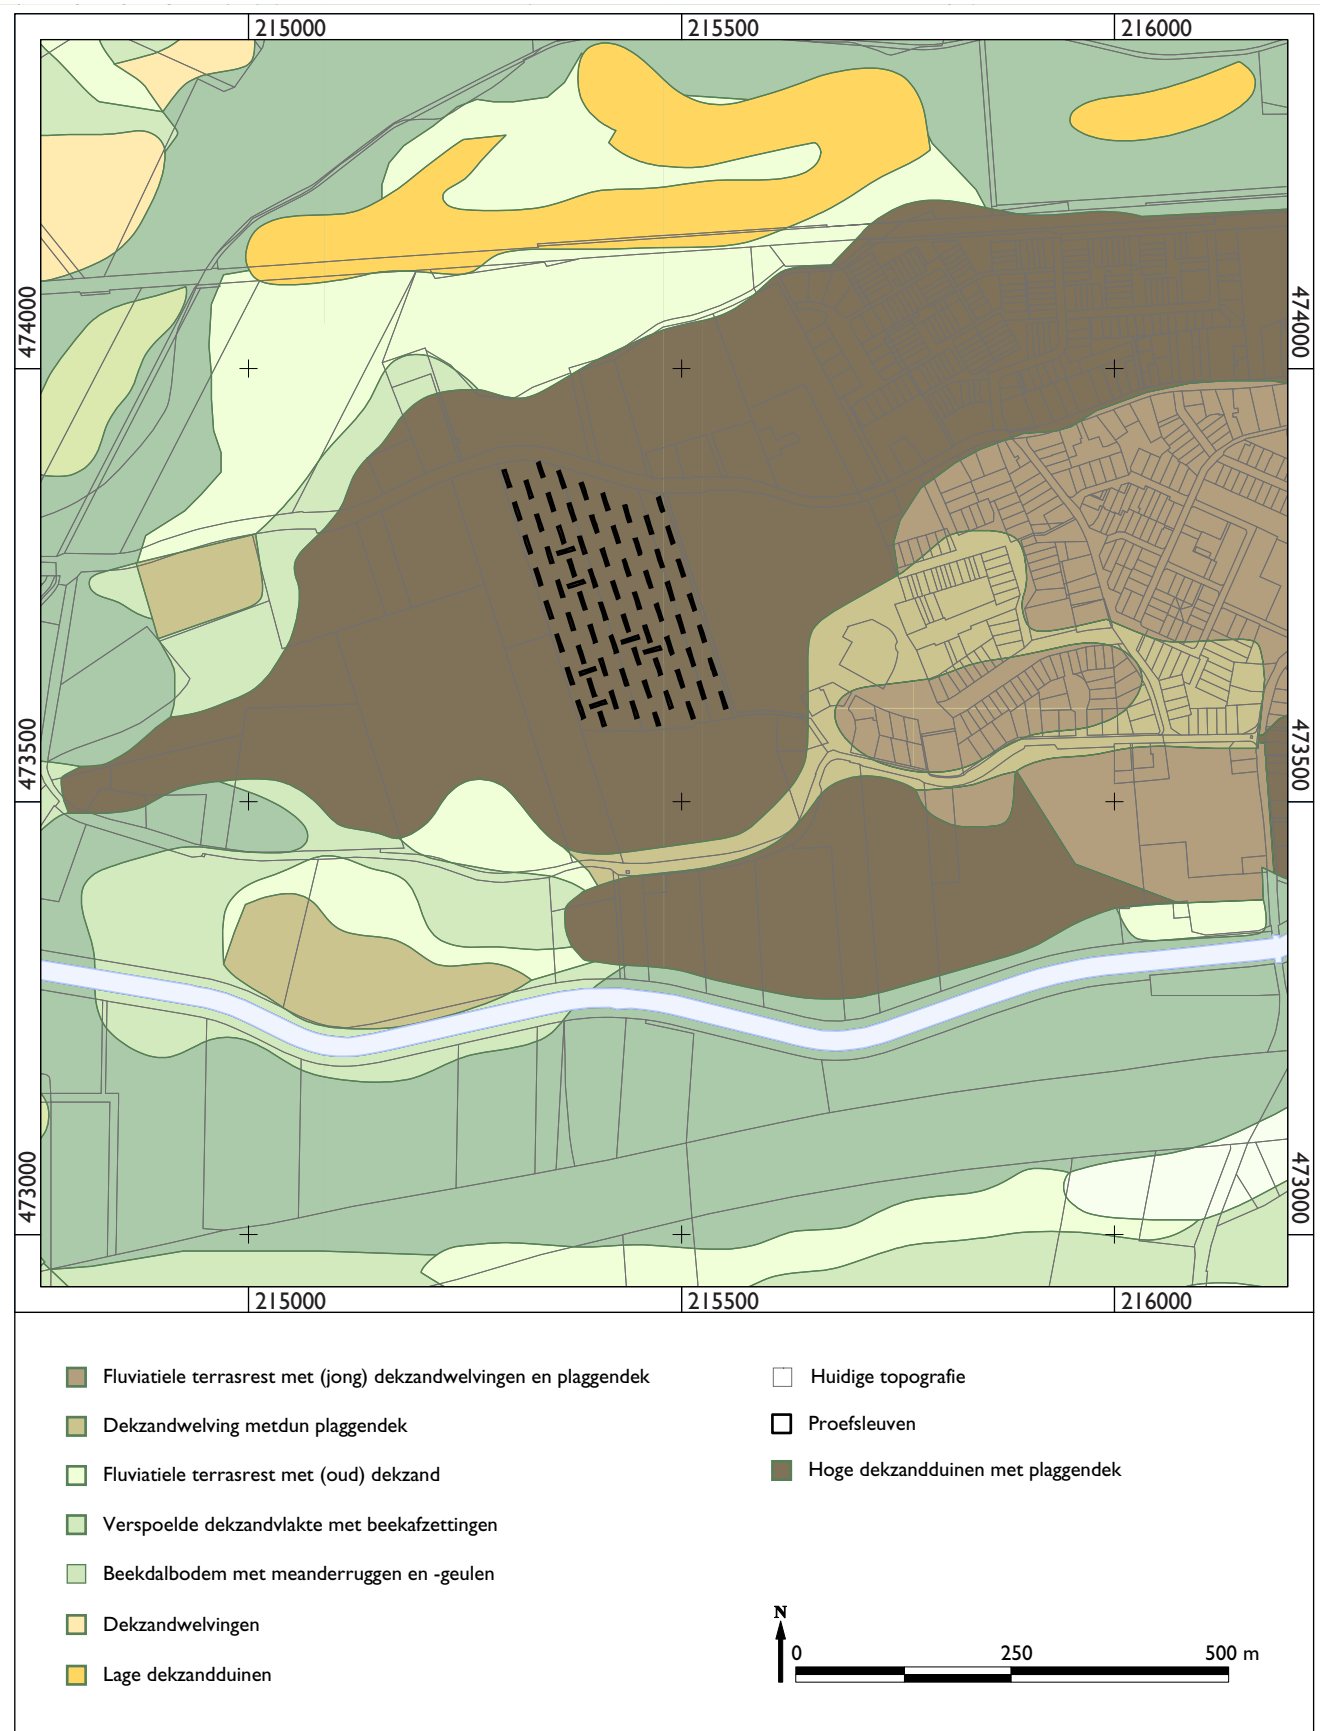 215000 215500 216000
474000 474000
473500 473500
473000 473000
215000 215500 216000
Fluviatiele terrasrest met (jong) dekzandwelvingen en plaggendek
Dekzandwelving metdun plaggendek
Fluviatiele terrasrest met (oud) dekzand
Verspoelde dekzandvlakte met beekafzettingen
Beekdalbodem met meanderruggen en -geulen
Dekzandwelvingen
Lage dekzandduinen
Huidige topografie
Proefsleuven
Hoge dekzandduinen met plaggendek
N
0 250 500 m